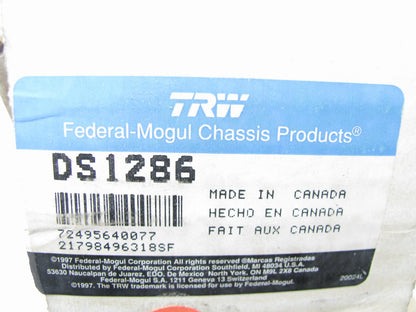 TRW
Federal-Mogul Chassis Products®
DS1286
MADE IN CANADA
HECHO EN CANADA
FAIT AUX CANADA
72495640077
21798496318SF
©1997 Federal-Mogul Corporation All rights reserved ®Marcas Registradas
Distributed by Federal-Mogul Corporation Southfield, MI 48034 U.S.A.
53630 Naucalpan de Juarez, EDO. De Mexico North York, ON M9L 2X8 Canada
Federal-Mogul S.A. 1211 Geneva 13 Switzerland
©1997. The TRW trademark is licensed for use by Federal-Mogul.
20024L